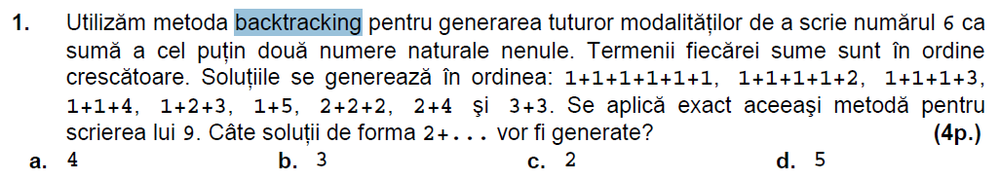 1. Utilizăm metoda backtracking pentru generarea tuturor modalităţilor de a scrie numărul 6 ca
sumă a cel puţin două numere naturale nenule. Termenii fiecărei sume sunt în ordine
crescătoare. Soluţiile se generează în ordinea: 1+1+1+1+1+1, 1+1+1+1+2, 1+1+1+3,
1+1+4, 1+2+3, 1+5, 2+2+2, 2+4 şi 3+3. Se aplică exact aceeaşi metodă pentru
scrierea lui 9. Câte soluţii de forma 2+... vor fi generate? (4p.)
a. 4 b. 3 c. 2 d. 5